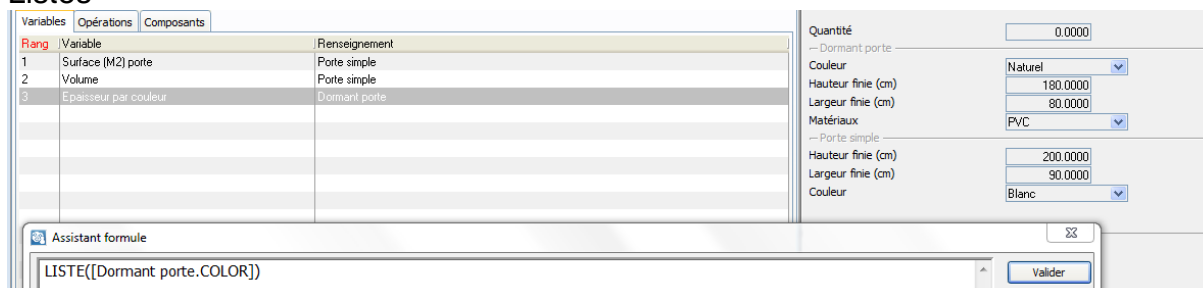 Listes
Variables Opérations Composants
Rang Variable Renseignement
1 Surface (M2) porte Porte simple
2 Volume Porte simple
3 Epaisseur par couleur Dormant porte
Quantité 0.0000
Dormant porte
Couleur Naturel
Hauteur finie (cm) 180.0000
Largeur finie (cm) 80.0000
Matériaux PVC
Porte simple
Hauteur finie (cm) 200.0000
Largeur finie (cm) 90.0000
Couleur Blanc
Assistant formule
LISTE([Dormant porte.COLOR])
Valider